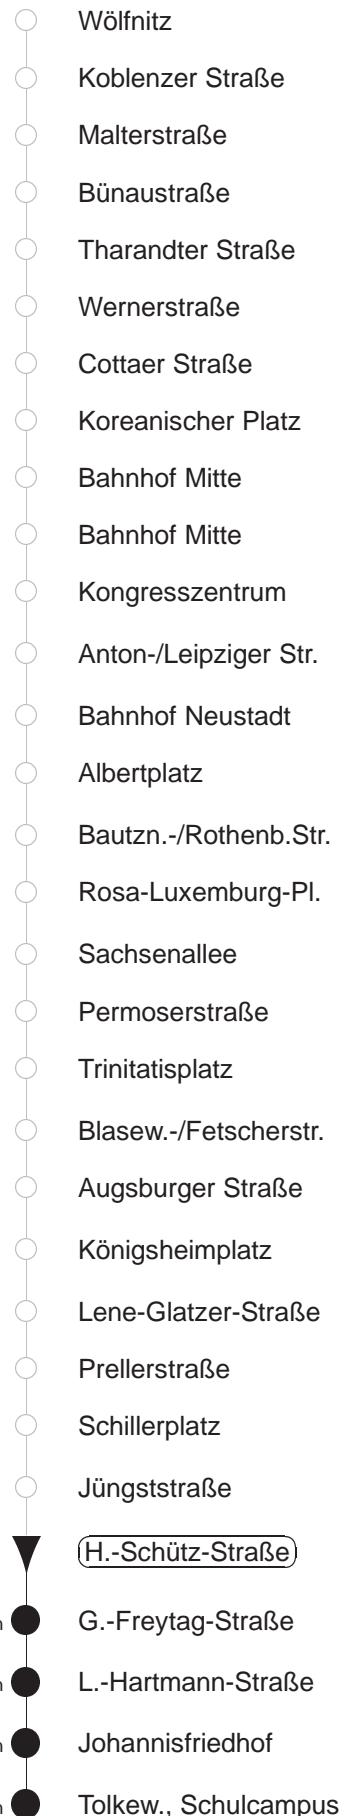 Wölfnitz
Koblenzer Straße
Malterstraße
Bünaustraße
Tharandter Straße
Wernerstraße
Cottaer Straße
Koreanischer Platz
Bahnhof Mitte
Bahnhof Mitte
Kongresszentrum
Anton-/Leipziger Str.
Bahnhof Neustadt
Albertplatz
Bautzn.-/Rothenb.Str.
Rosa-Luxemburg-Pl.
Sachsenallee
Permoserstraße
Trinitatisplatz
Blasew.-/Fetscherstr.
Augsburger Straße
Königsheimplatz
Lene-Glatzer-Straße
Prellerstraße
Schillerplatz
Jüngststraße
H.-Schütz-Straße
G.-Freytag-Straße
L.-Hartmann-Straße
Johannisfriedhof
Tolkew., Schulcampus